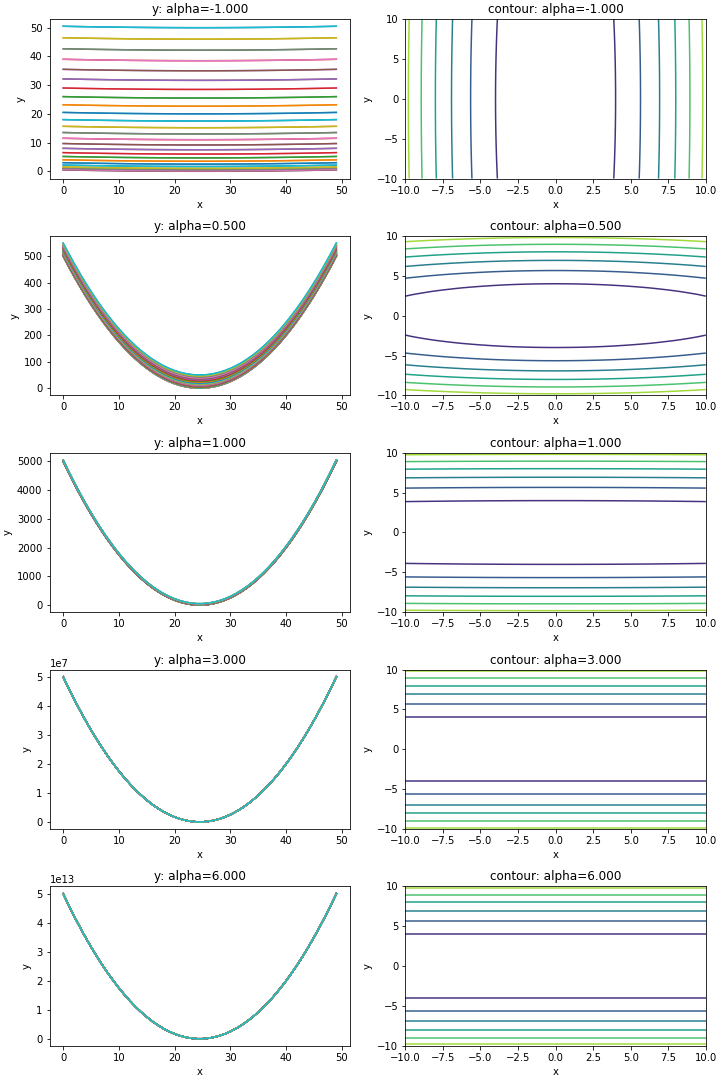 y: alpha=-1.000
y
50
40
30
20
10
0
0 10 20 30 40 50
x
contour: alpha=-1.000
y
10
5
0
−5
−10
−10.0 −7.5 −5.0 −2.5 0.0 2.5 5.0 7.5 10.0
x
y: alpha=0.500
y
500
400
300
200
100
0
0 10 20 30 40 50
x
contour: alpha=0.500
y
10
5
0
−5
−10
−10.0 −7.5 −5.0 −2.5 0.0 2.5 5.0 7.5 10.0
x
y: alpha=1.000
y
5000
4000
3000
2000
1000
0
0 10 20 30 40 50
x
contour: alpha=1.000
y
10
5
0
−5
−10
−10.0 −7.5 −5.0 −2.5 0.0 2.5 5.0 7.5 10.0
x
y: alpha=3.000
1e7
y
5
4
3
2
1
0
0 10 20 30 40 50
x
contour: alpha=3.000
y
10
5
0
−5
−10
−10.0 −7.5 −5.0 −2.5 0.0 2.5 5.0 7.5 10.0
x
y: alpha=6.000
1e13
y
5
4
3
2
1
0
0 10 20 30 40 50
x
contour: alpha=6.000
y
10
5
0
−5
−10
−10.0 −7.5 −5.0 −2.5 0.0 2.5 5.0 7.5 10.0
x